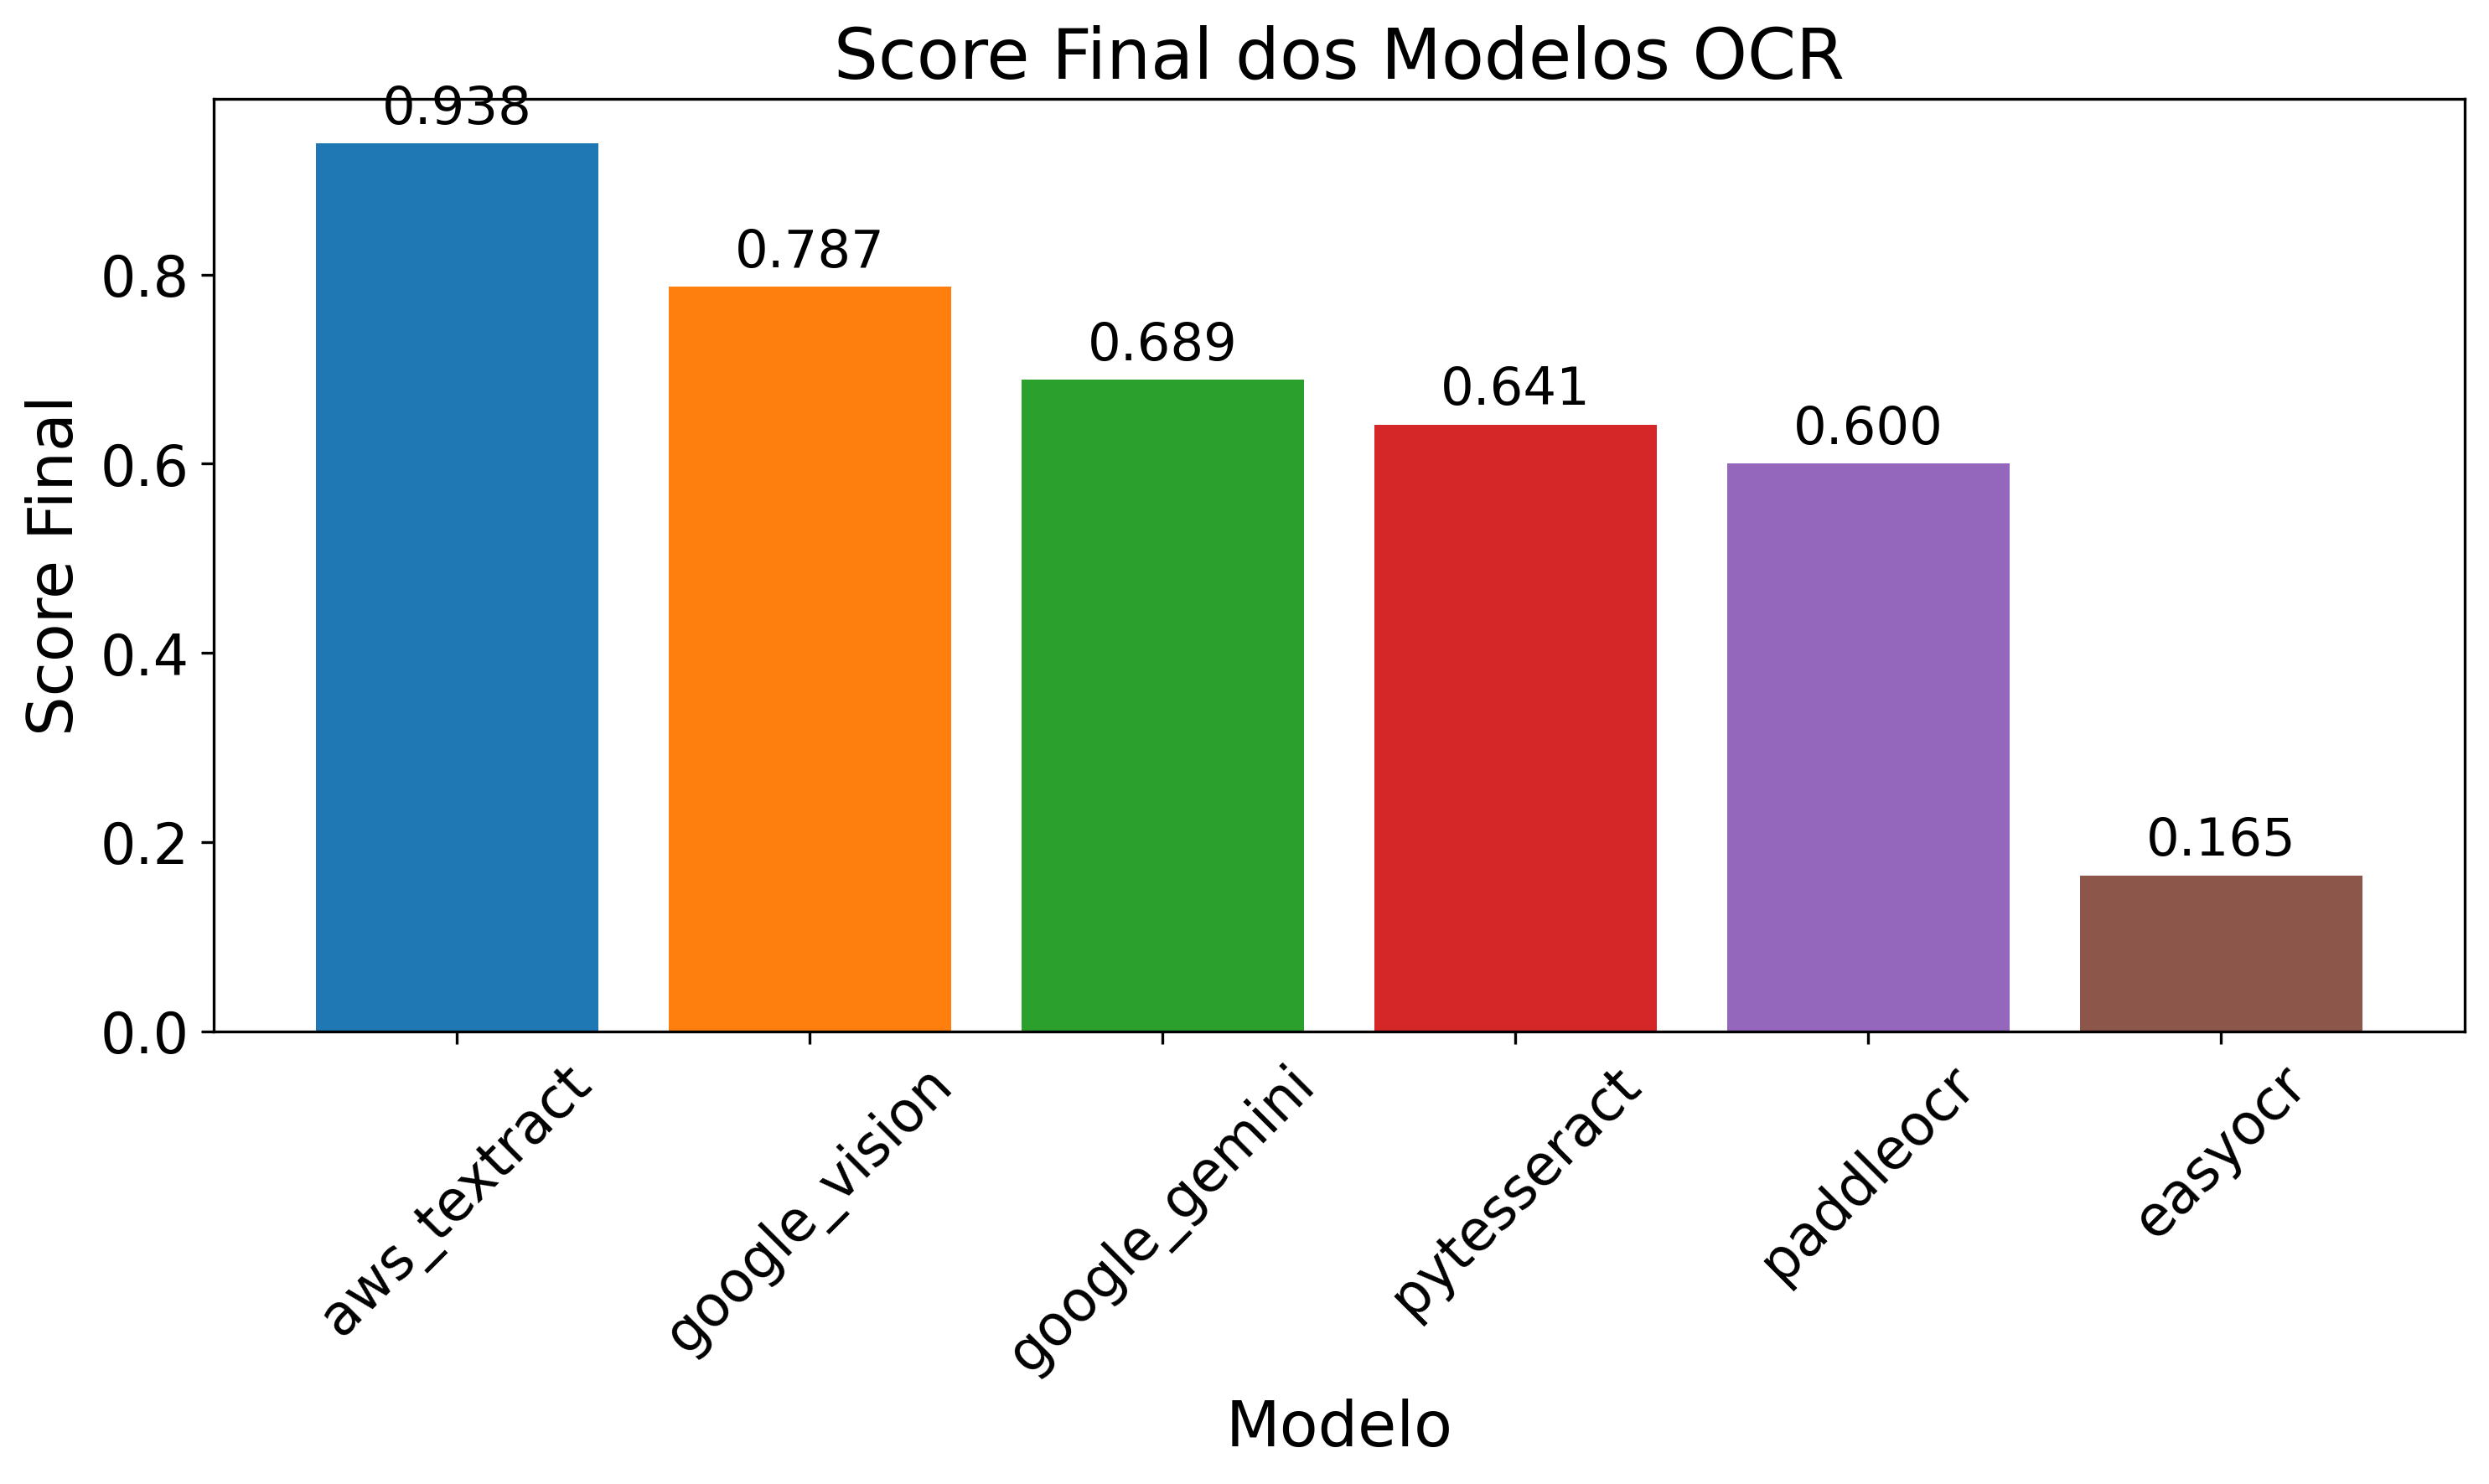 Score Final dos Modelos OCR
0.938
0.787
0.689
0.641
0.600
0.165
Score Final
0.8
0.6
0.4
0.2
0.0
aws_textract
google_vision
google_gemini
pytesseract
paddleocr
easyocr
Modelo